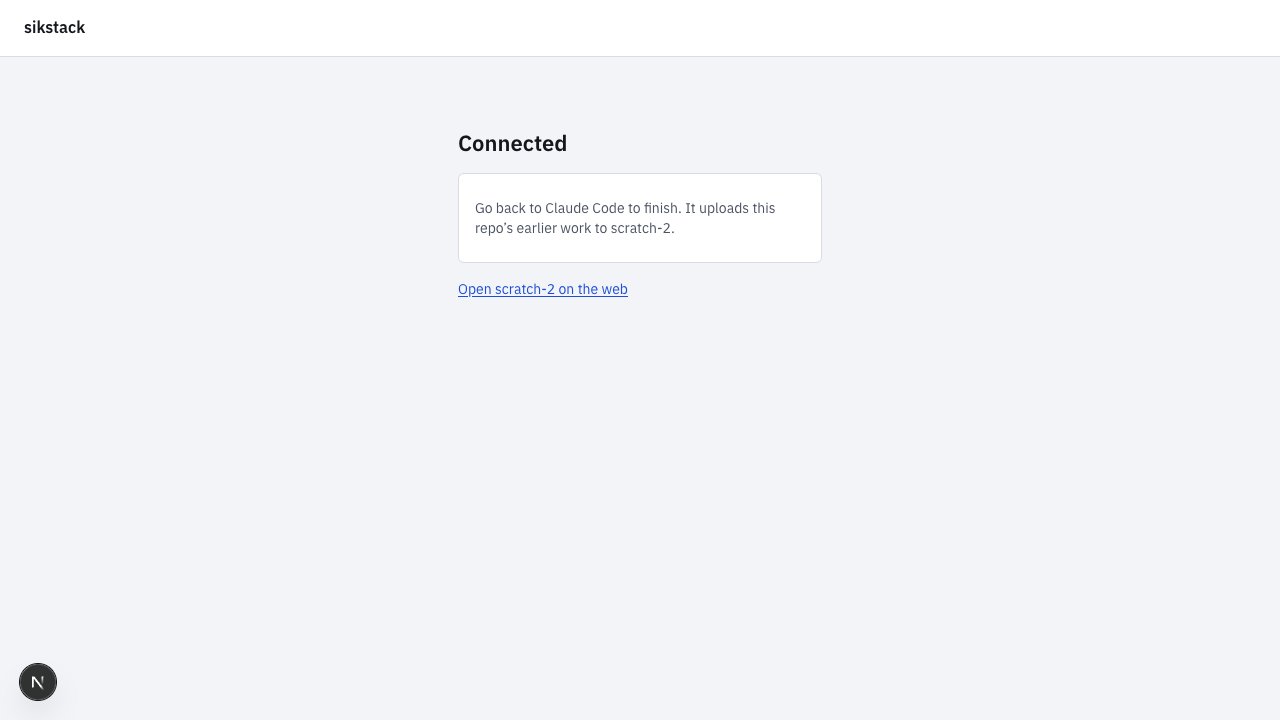 sikstack
Connected
Go back to Claude Code to finish. It uploads this
repo’s earlier work to scratch-2.
Open scratch-2 on the web
N